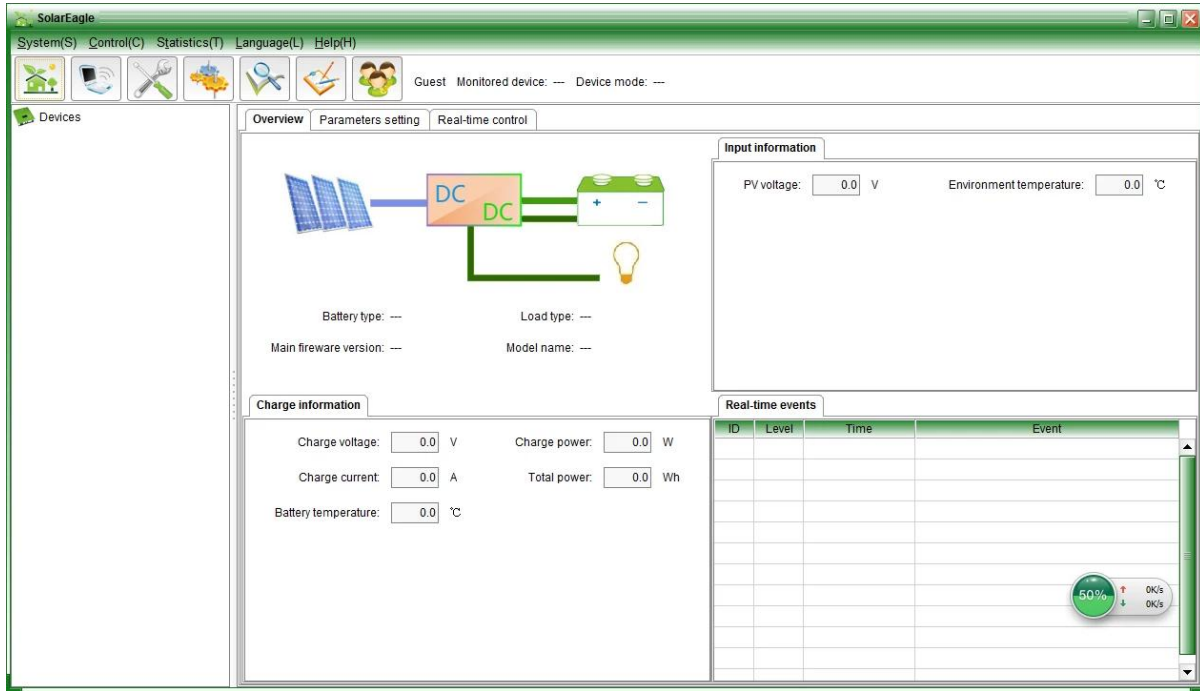 SolarEagle
System(S) Control(C) Statistics(T) Language(L) Help(H)
Guest Monitored device: --- Device mode: ---
Devices
Overview Parameters setting Real-time control
DC
DC
+ −
Battery type: --- Load type: ---
Main fireware version: --- Model name: ---
Input information
PV voltage: 0.0 V Environment temperature: 0.0 ℃
Charge information
Charge voltage: 0.0 V Charge power: 0.0 W
Charge current: 0.0 A Total power: 0.0 Wh
Battery temperature: 0.0 ℃
Real-time events
ID Level Time Event
50% ↑ 0K/s
↓ 0K/s